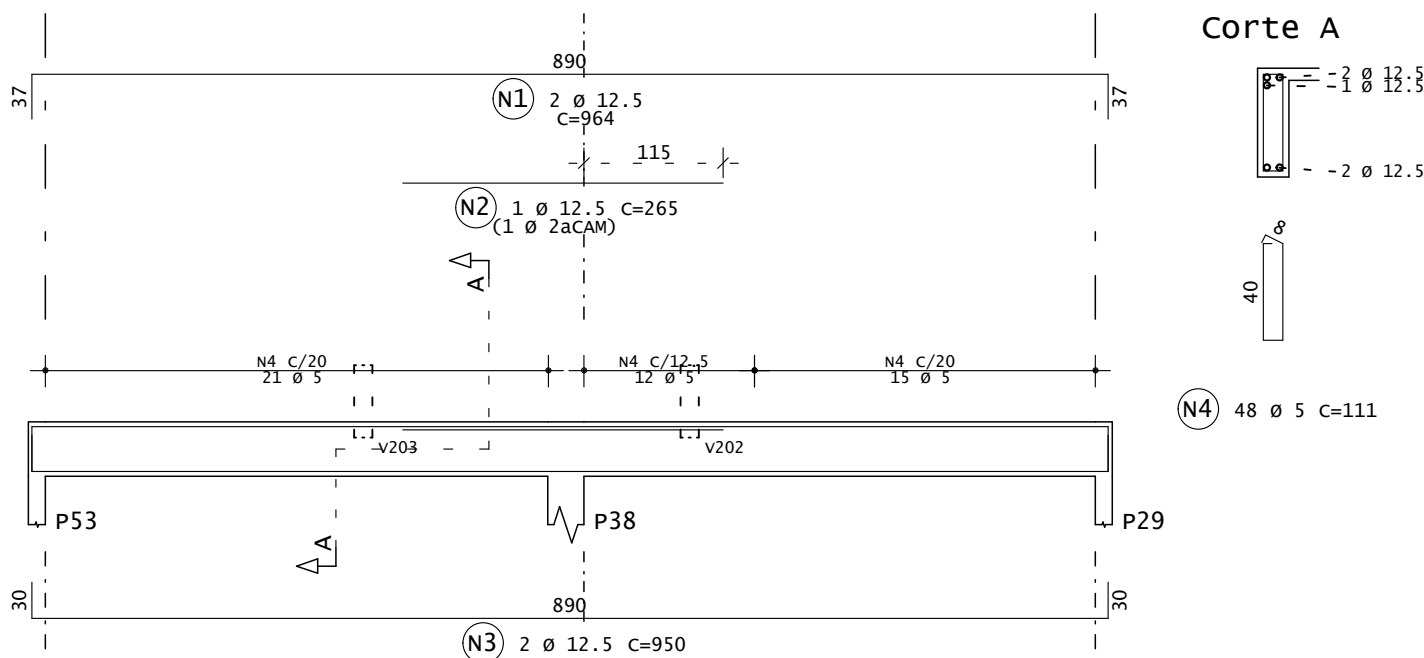 Corte A
890
37
N1 2 Ø 12.5
C=964
37
2 Ø 12.5
1 Ø 12.5
2 Ø 12.5
115
N2 1 Ø 12.5 C=265
(1 Ø 2aCAM)
A
8
40
N4 C/20
21 Ø 5
N4 C/12.5
12 Ø 5
N4 C/20
15 Ø 5
N4 48 Ø 5 C=111
V203
V202
P53
P38
P29
A
30
890
30
N3 2 Ø 12.5 C=950